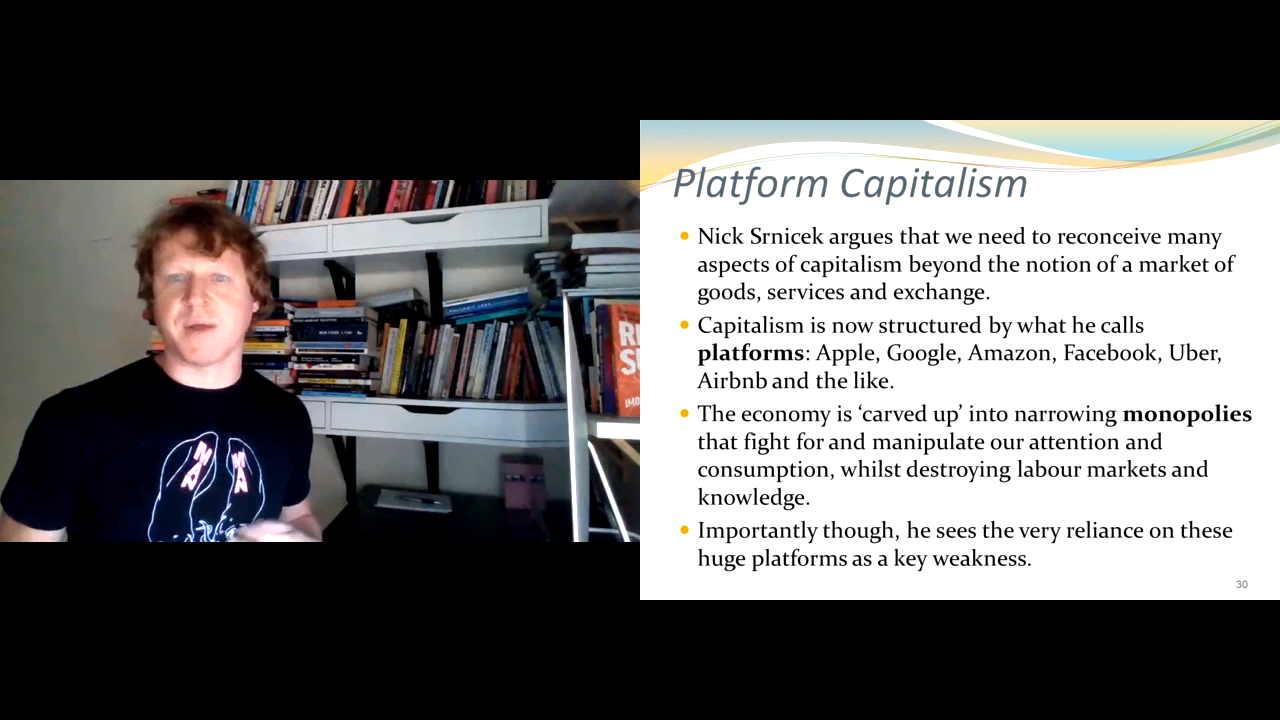 Platform Capitalism
• Nick Srnicek argues that we need to reconceive many
aspects of capitalism beyond the notion of a market of
goods, services and exchange.
• Capitalism is now structured by what he calls
platforms: Apple, Google, Amazon, Facebook, Uber,
Airbnb and the like.
• The economy is ‘carved up’ into narrowing monopolies
that fight for and manipulate our attention and
consumption, whilst destroying labour markets and
knowledge.
• Importantly though, he sees the very reliance on these
huge platforms as a key weakness.
30
MAN
MAN